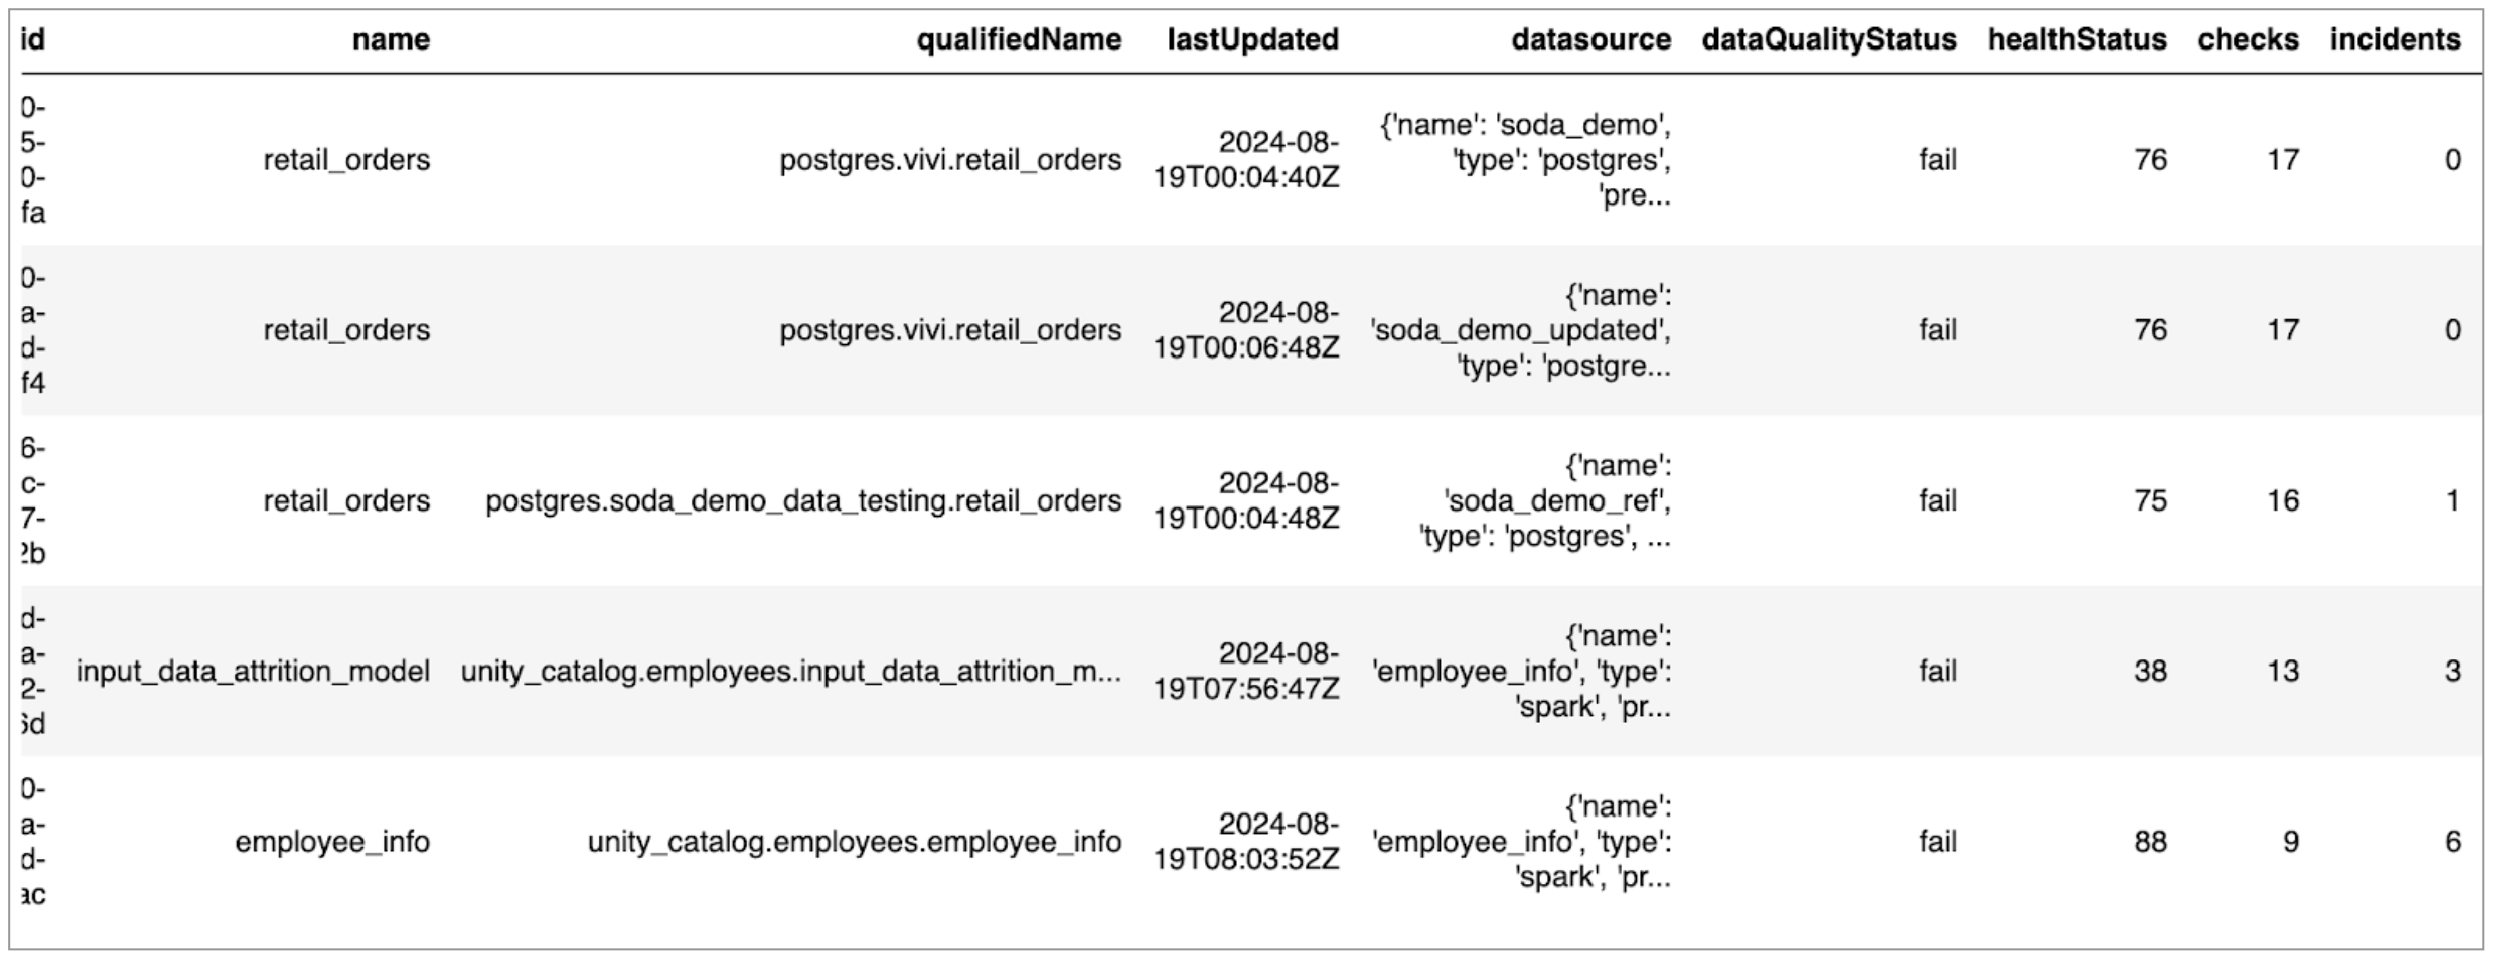 id name qualifiedName lastUpdated datasource dataQualityStatus healthStatus checks incidents
0-
5-
0-
fa
retail_orders
postgres.vivi.retail_orders
2024-08-
19T00:04:40Z
{'name': 'soda_demo',
'type': 'postgres',
'pre...
fail 76 17 0
0-
a-
d-
f4
retail_orders
postgres.vivi.retail_orders
2024-08-
19T00:06:48Z
{'name':
'soda_demo_updated',
'type': 'postgre...
fail 76 17 0
6-
c-
7-
b
retail_orders
postgres.soda_demo_data_testing.retail_orders
2024-08-
19T00:04:48Z
{'name':
'soda_demo_ref',
'type': 'postgres', ...
fail 75 16 1
d-
a-
2-
d
input_data_attrition_model
unity_catalog.employees.input_data_attrition_m...
2024-08-
19T07:56:47Z
{'name':
'employee_info', 'type':
'spark', 'pr...
fail 38 13 3
0-
a-
d-
ac
employee_info
unity_catalog.employees.employee_info
2024-08-
19T08:03:52Z
{'name':
'employee_info', 'type':
'spark', 'pr...
fail 88 9 6